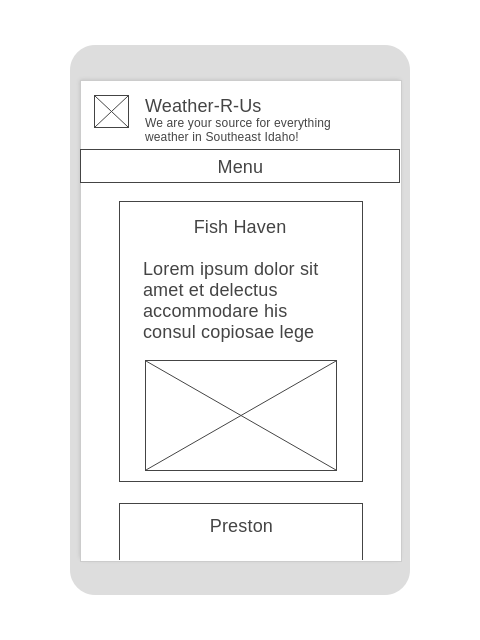 Weather-R-Us
We are your source for everything
weather in Southeast Idaho!
Menu
Fish Haven
Lorem ipsum dolor sit
amet et delectus
accommodare his
consul copiosae lege
Preston